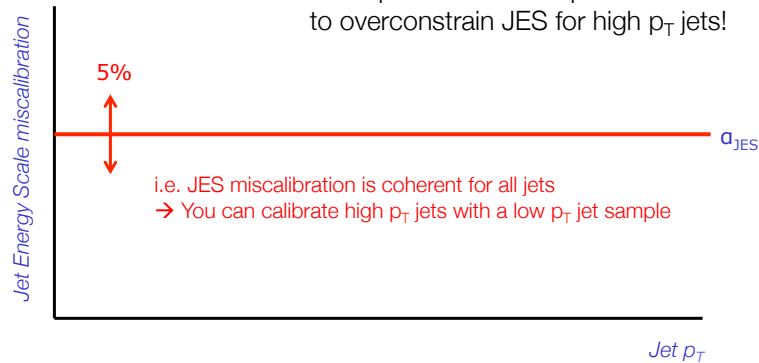 to overconstrain JES for high pT jets!
5%
Jet Energy Scale miscalibration
αJES
i.e. JES miscalibration is coherent for all jets
→ You can calibrate high pT jets with a low pT jet sample
Jet pT